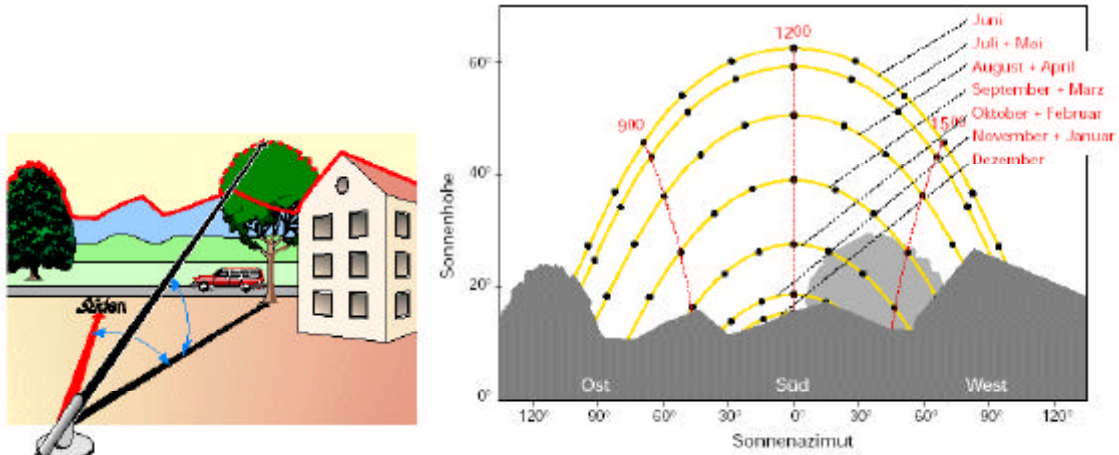 Süden
Juni
Juli + Mai
August + April
September + Marz
Oktober + Februar
November + Januar
Dezember
12⁰⁰
9⁰⁰
15⁰⁰
Sonnenhöhe
60°
40°
20°
0°
Ost
Süd
West
120° 90° 60° 30° 0° 30° 60° 90° 120°
Sonnenazimut